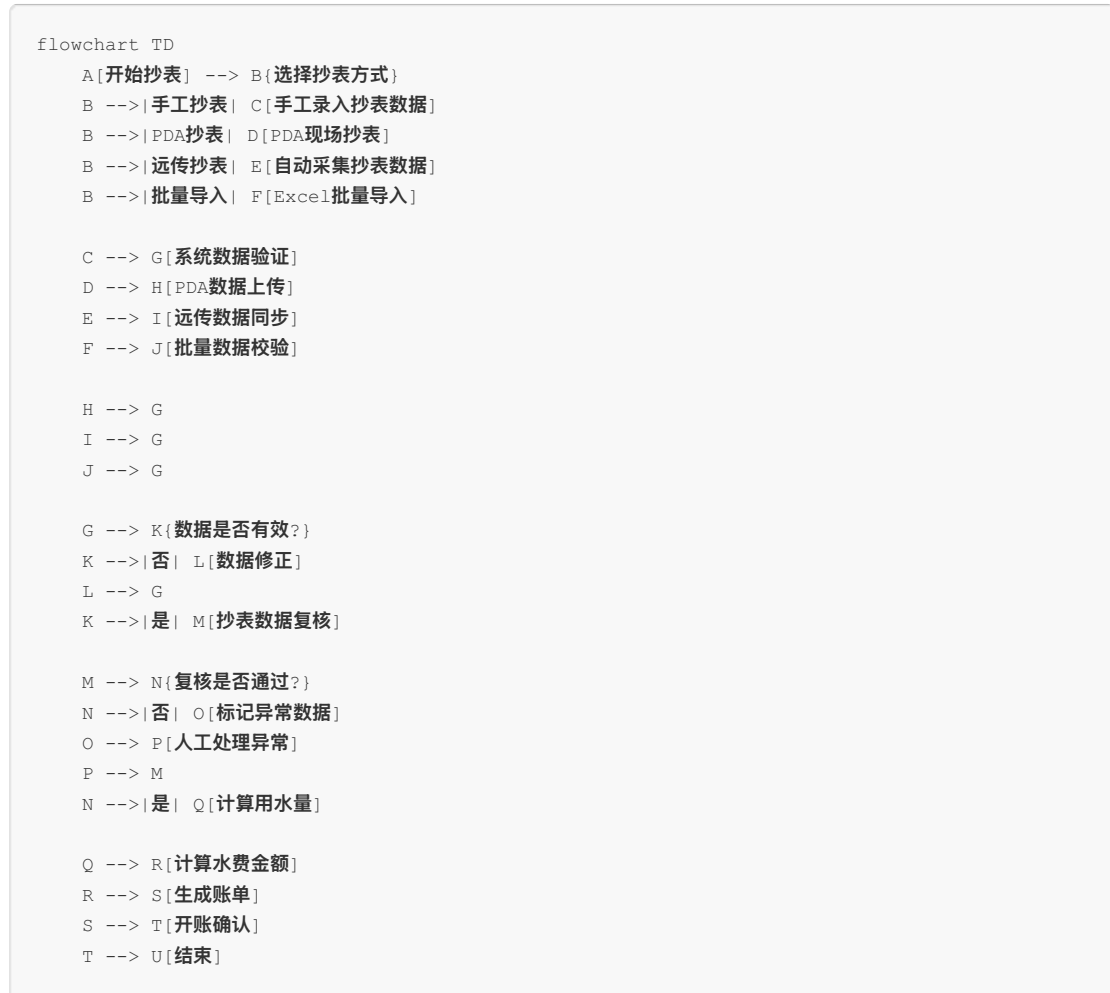 flowchart TD
    A[开始抄表] --> B{选择抄表方式}
    B -->|手工抄表| C[手工录入抄表数据]
    B -->|PDA抄表| D[PDA现场抄表]
    B -->|远传抄表| E[自动采集抄表数据]
    B -->|批量导入| F[Excel批量导入]

    C --> G[系统数据验证]
    D --> H[PDA数据上传]
    E --> I[远传数据同步]
    F --> J[批量数据校验]

    H --> G
    I --> G
    J --> G

    G --> K{数据是否有效?}
    K -->|否| L[数据修正]
    L --> G
    K -->|是| M[抄表数据复核]

    M --> N{复核是否通过?}
    N -->|否| O[标记异常数据]
    O --> P[人工处理异常]
    P --> M
    N -->|是| Q[计算用水量]

    Q --> R[计算水费金额]
    R --> S[生成账单]
    S --> T[开账确认]
    T --> U[结束]